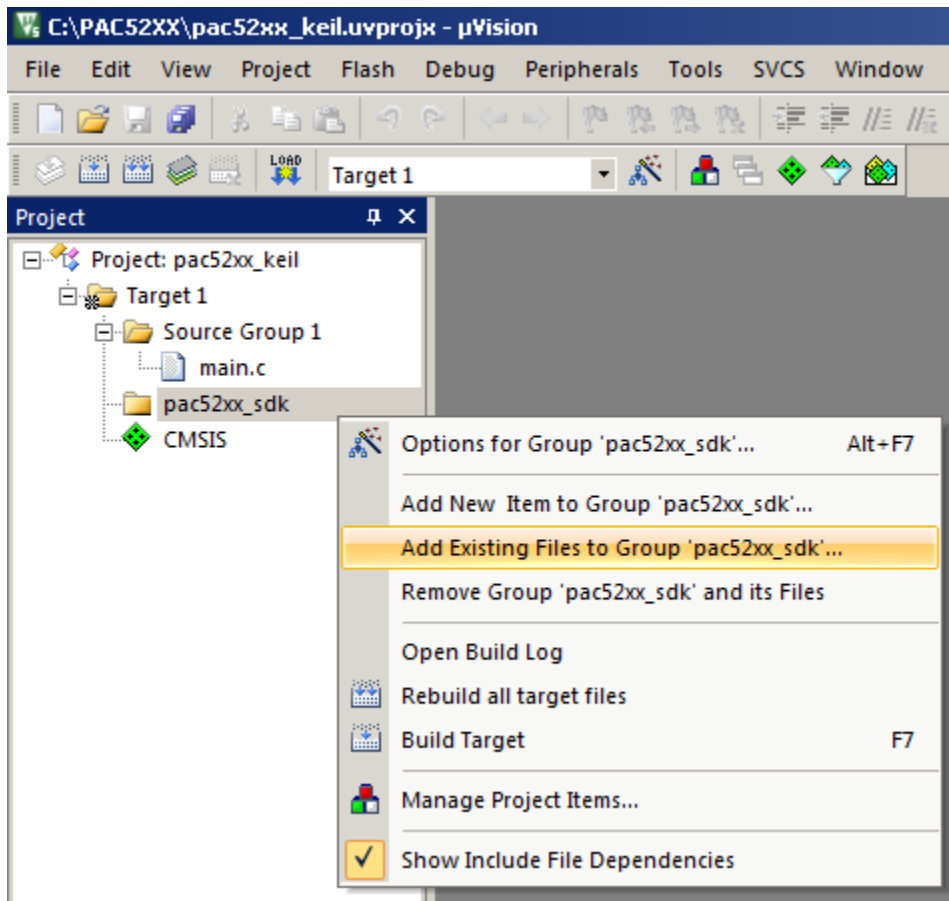 C:\PAC52XX\pac52xx_keil.uvprojx - µVision
File Edit View Project Flash Debug Peripherals Tools SVCS Window
LOAD
Target 1
Project
Project: pac52xx_keil
Target 1
Source Group 1
main.c
pac52xx_sdk
CMSIS
Options for Group 'pac52xx_sdk'... Alt+F7
Add New Item to Group 'pac52xx_sdk'...
Add Existing Files to Group 'pac52xx_sdk'...
Remove Group 'pac52xx_sdk' and its Files
Open Build Log
Rebuild all target files
Build Target F7
Manage Project Items...
Show Include File Dependencies